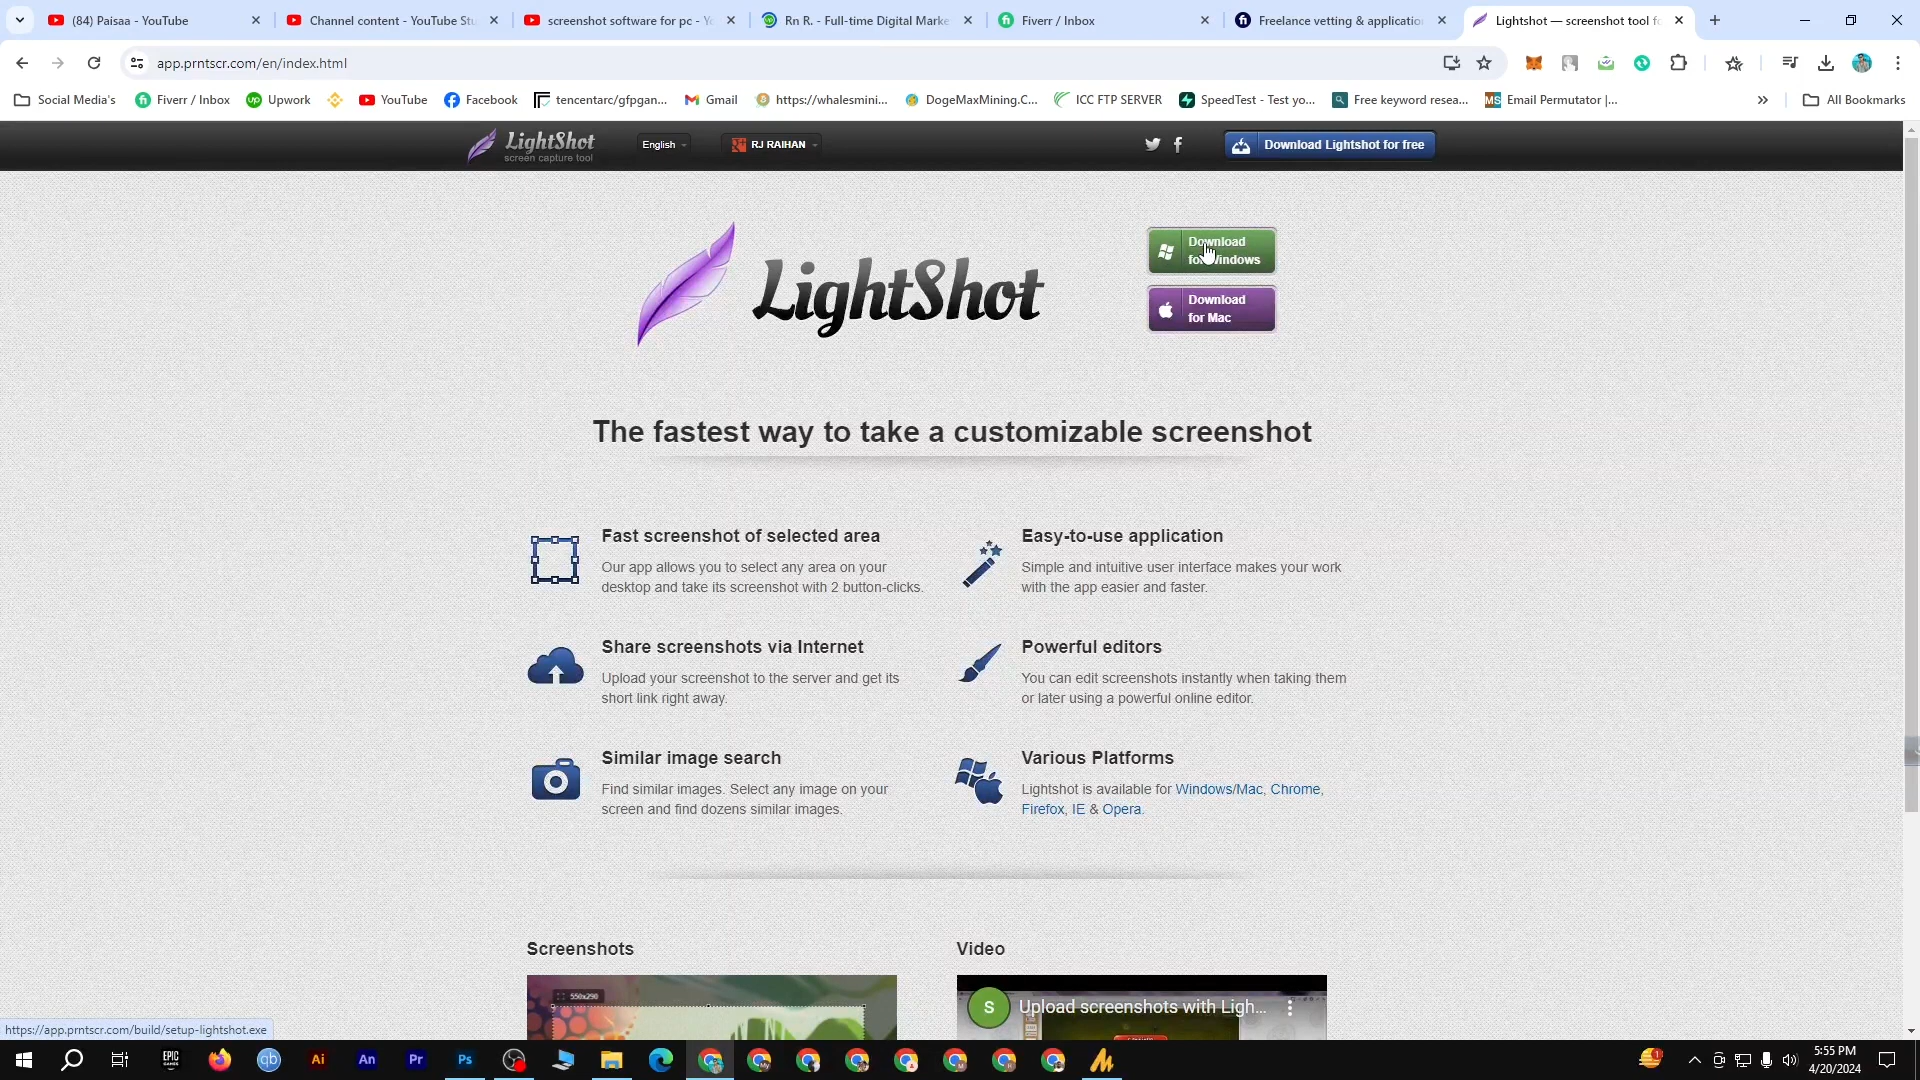 (84) Paisaa - YouTube
Channel content - YouTube Stu
screenshot software for pc - Yo
Rn R. - Full-time Digital Marke
Fiverr / Inbox
Freelance vetting & application
Lightshot — screenshot tool fo
app.prntscr.com/en/index.html
Social Media's
Fiverr / Inbox
Upwork
YouTube
Facebook
tencentarc/gfpgan...
Gmail
https://whalesmini...
DogeMaxMining.C...
ICC FTP SERVER
SpeedTest - Test yo...
Free keyword resea...
Email Permutator |...
All Bookmarks
LightShot
screen capture tool
English
RJ RAIHAN
Download Lightshot for free
LightShot
Download
for Windows
Download
for Mac
The fastest way to take a customizable screenshot
Fast screenshot of selected area
Our app allows you to select any area on your
desktop and take its screenshot with 2 button-clicks.
Easy-to-use application
Simple and intuitive user interface makes your work
with the app easier and faster.
Share screenshots via Internet
Upload your screenshot to the server and get its
short link right away.
Powerful editors
You can edit screenshots instantly when taking them
or later using a powerful online editor.
Similar image search
Find similar images. Select any image on your
screen and find dozens similar images.
Various Platforms
Lightshot is available for Windows/Mac, Chrome,
Firefox, IE & Opera.
Screenshots
Video
550x290
S
Upload screenshots with Ligh...
https://app.prntscr.com/build/setup-lightshot.exe
EPIC
GAMES
qb
Ai
An
Pr
Ps
5:55 PM
4/20/2024